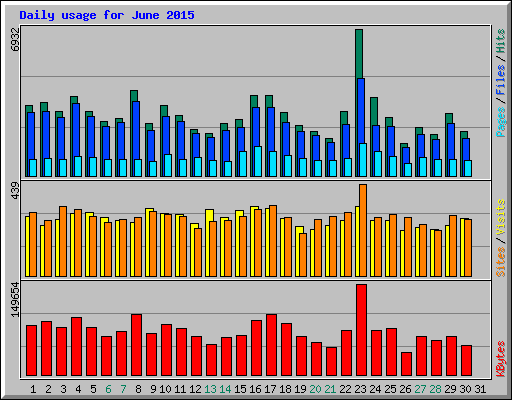 Daily usage for June 2015
6932
Pages / Files / Hits
439
Sites / Visits
149654
KBytes
1 2 3 4 5 6 7 8 9 10 11 12 13 14 15 16 17 18 19 20 21 22 23 24 25 26 27 28 29 30 31